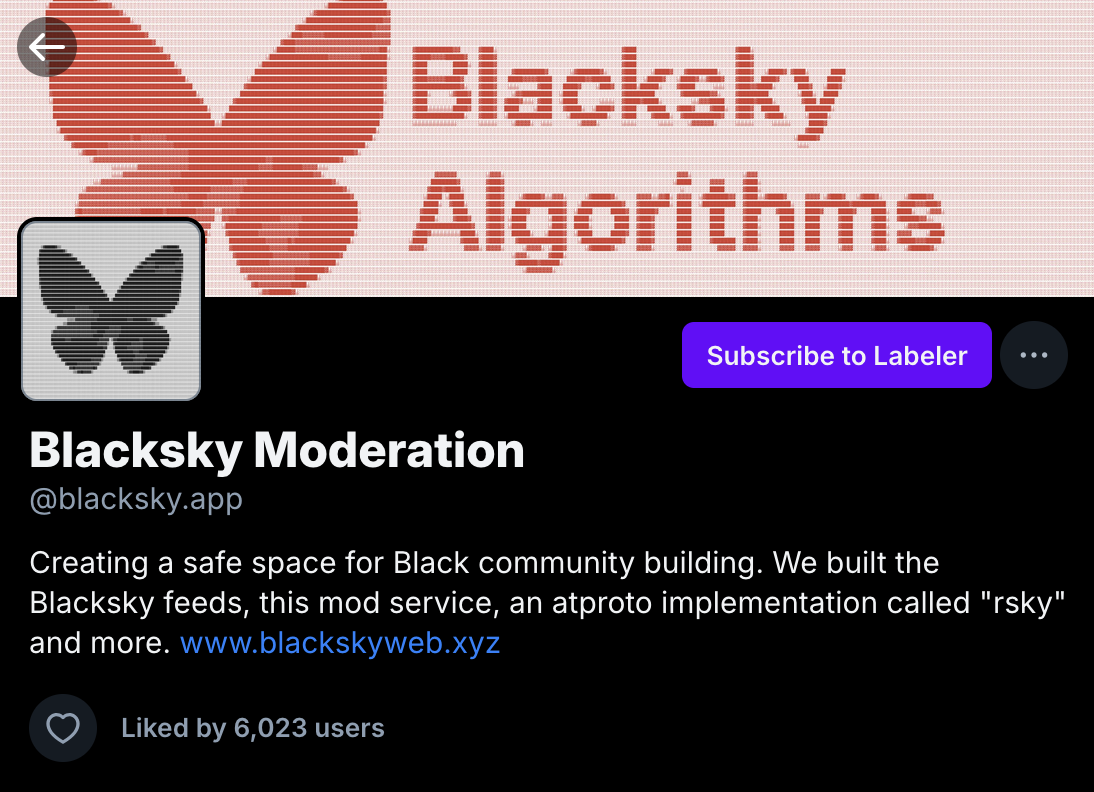 Blacksky
Algorithms
Subscribe to Labeler
Blacksky Moderation
@blacksky.app
Creating a safe space for Black community building. We built the
Blacksky feeds, this mod service, an atproto implementation called "rsky"
and more. www.blackskyweb.xyz
Liked by 6,023 users